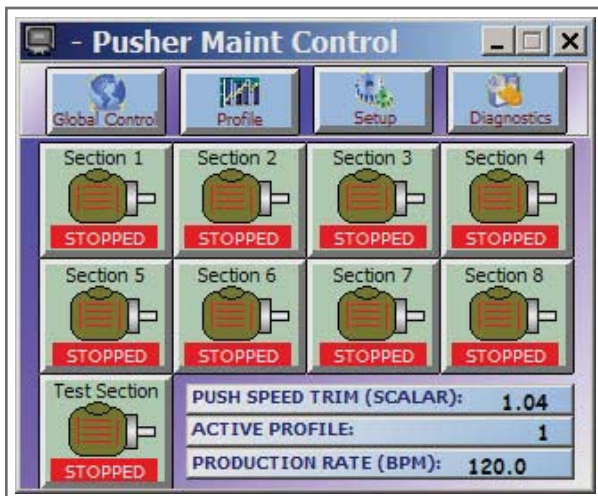 - Pusher Maint Control
Global Control Profile Setup Diagnostics
Section 1 Section 2 Section 3 Section 4
STOPPED STOPPED STOPPED STOPPED
Section 5 Section 6 Section 7 Section 8
STOPPED STOPPED STOPPED STOPPED
Test Section
STOPPED
PUSH SPEED TRIM (SCALAR): 1.04
ACTIVE PROFILE: 1
PRODUCTION RATE (BPM): 120.0